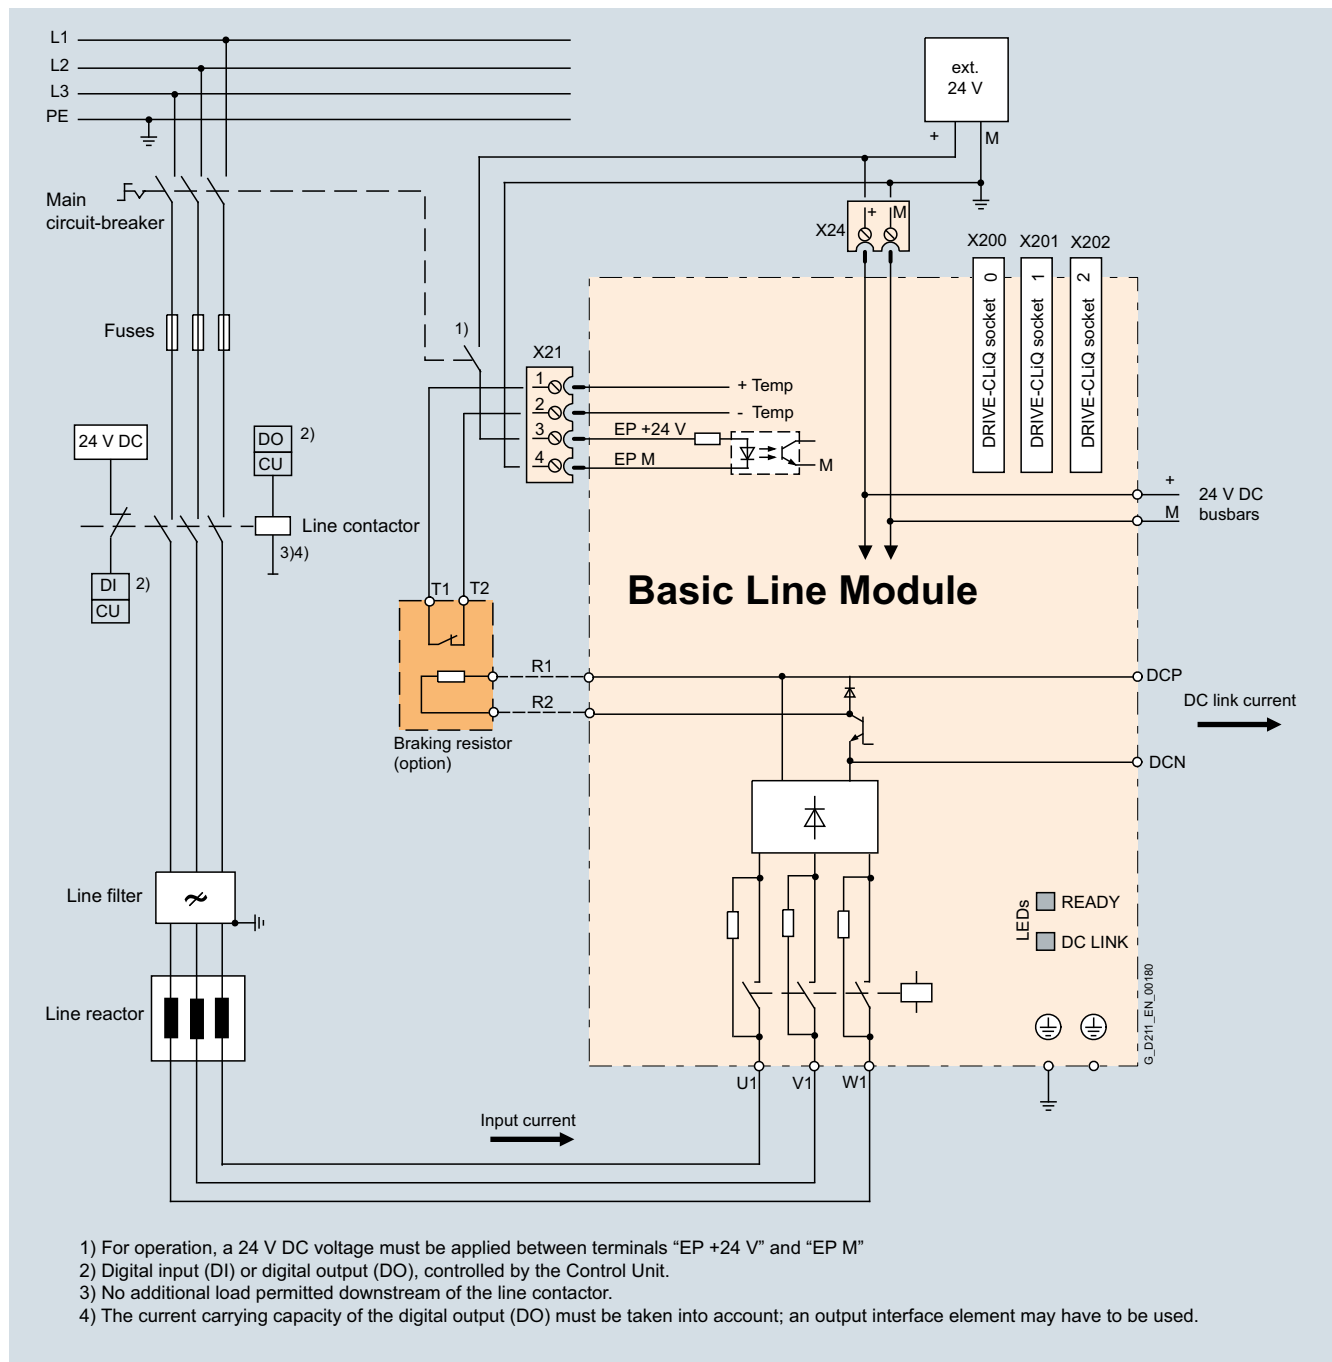 L1
L2
L3
PE
ext.
24 V
+
M
Main
circuit-breaker
X24
+
M
X200
X201
X202
DRIVE-CLiQ socket 0
DRIVE-CLiQ socket 1
DRIVE-CLiQ socket 2
Fuses
1)
X21
1
2
3
4
+ Temp
- Temp
EP +24 V
EP M
M
24 V DC
DO
CU
2)
+
M
24 V DC
busbars
Line contactor
3)4)
DI
CU
2)
T1
T2
Basic Line Module
R1
R2
DCP
DC link current
DCN
Braking resistor
(option)
Line filter
LEDs
READY
DC LINK
Line reactor
G_D211_EN_00180
U1
V1
W1
Input current
1) For operation, a 24 V DC voltage must be applied between terminals “EP +24 V” and “EP M”
2) Digital input (DI) or digital output (DO), controlled by the Control Unit.
3) No additional load permitted downstream of the line contactor.
4) The current carrying capacity of the digital output (DO) must be taken into account; an output interface element may have to be used.